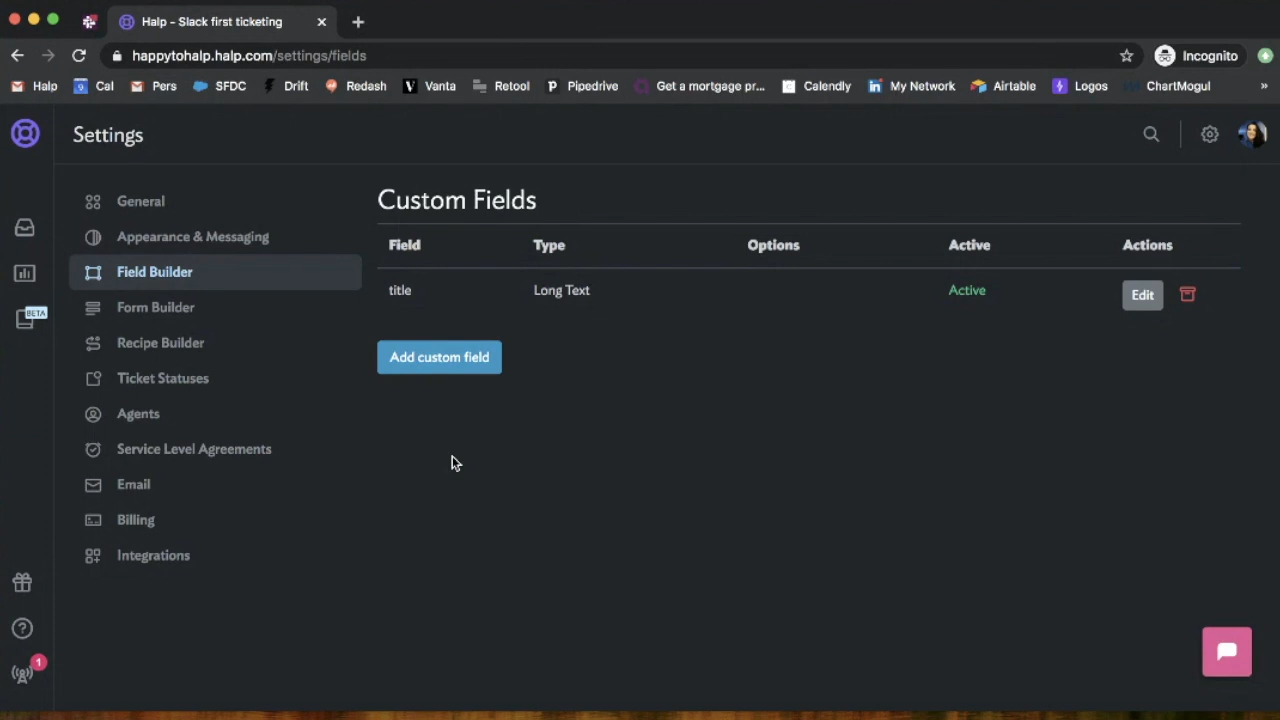 Halp - Slack first ticketing
happytohalp.halp.com/settings/fields
Incognito
Halp Cal Pers SFDC Drift Redash Vanta Retool Pipedrive Get a mortgage pr... Calendly My Network Airtable Logos ChartMogul »
Settings
General
Appearance & Messaging
Field Builder
Form Builder
Recipe Builder
Ticket Statuses
Agents
Service Level Agreements
Email
Billing
Integrations
BETA
1
Custom Fields
Field Type Options Active Actions
title Long Text Active Edit
Add custom field